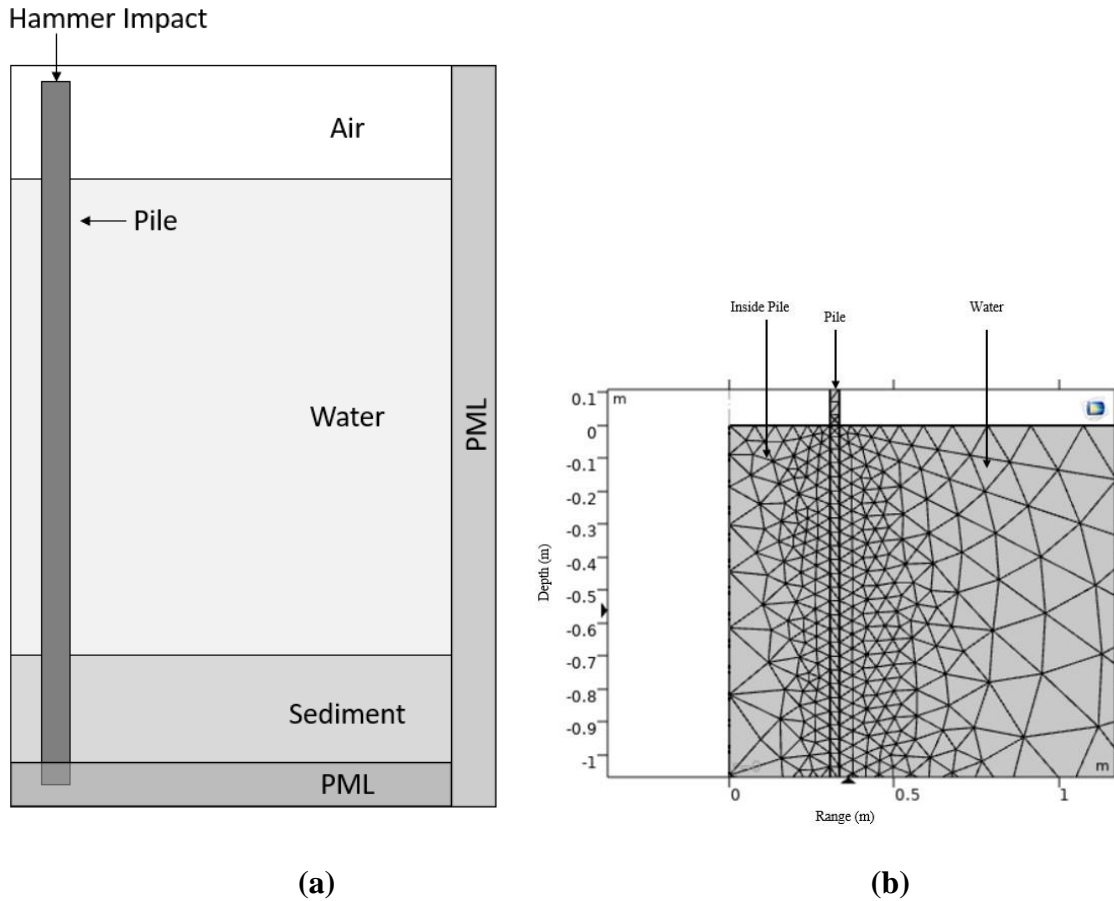 Hammer Impact
Air
Pile
Water
PML
Sediment
PML
(a)
Inside Pile
Pile
Water
m
0.1
0
-0.1
-0.2
-0.3
-0.4
-0.5
-0.6
-0.7
-0.8
-0.9
-1
Depth (m)
m
0
0.5
1
Range (m)
(b)